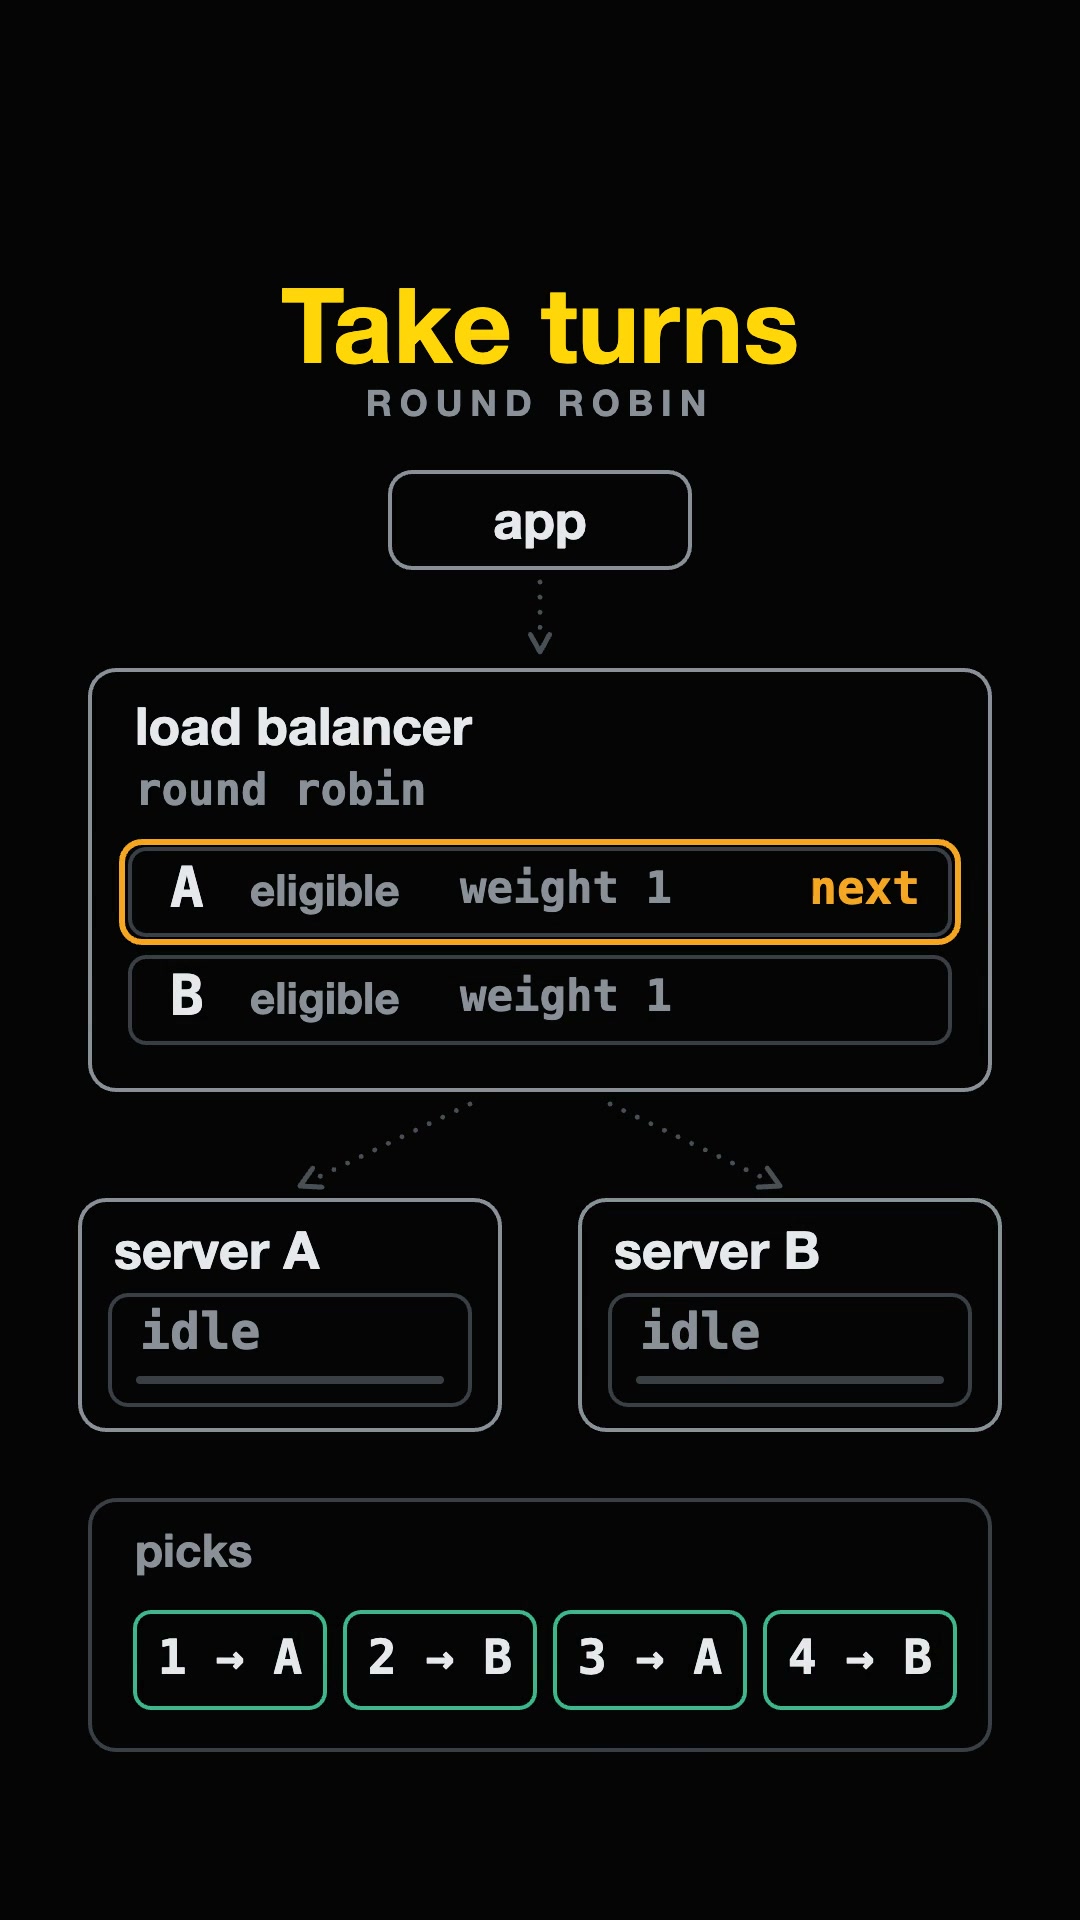 Take turns
ROUND ROBIN
app
load balancer
round robin
A eligible weight 1 next
B eligible weight 1
server A
idle
server B
idle
picks
1 → A 2 → B 3 → A 4 → B